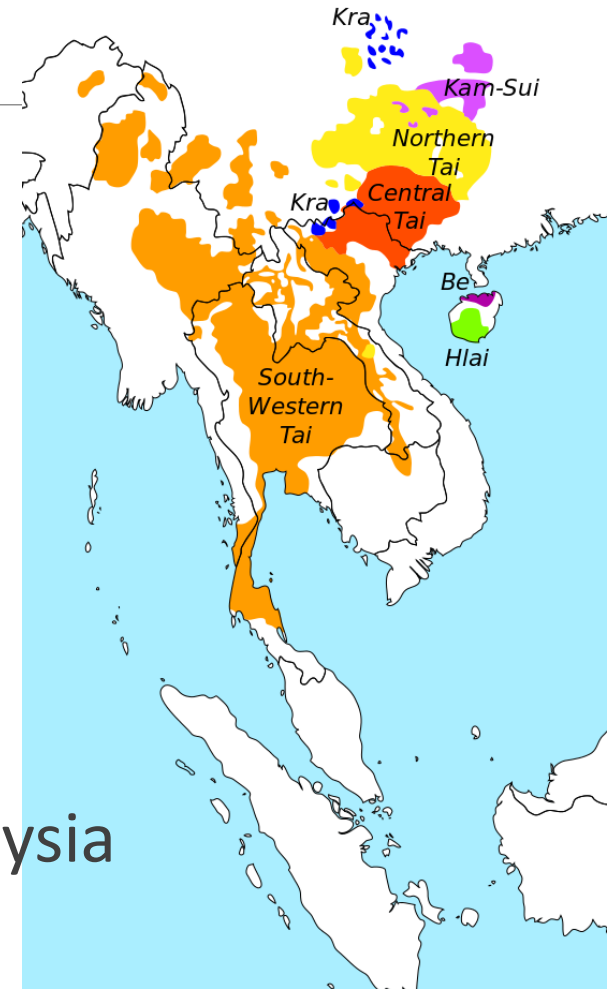 Kra
Kam-Sui
Northern
Tai
Kra
Central
Tai
Be
Hlai
South-
Western
Tai
ysia